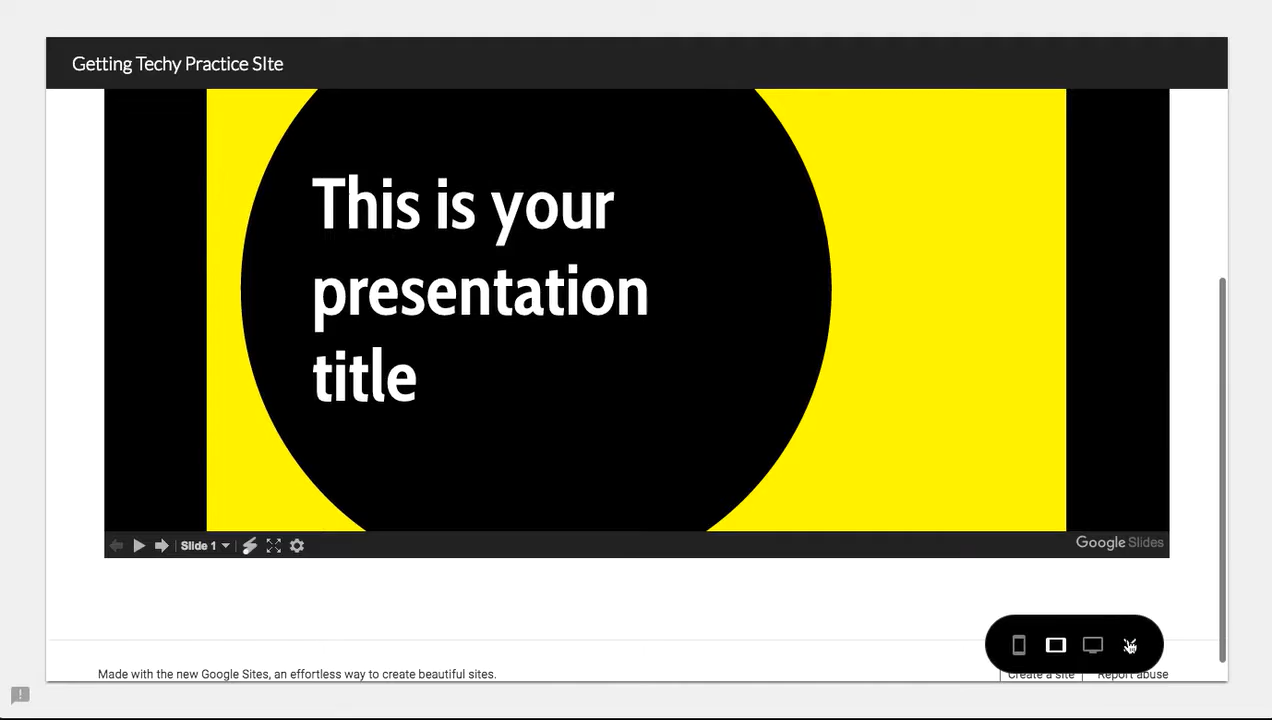 Getting Techy Practice SIte
This is your
presentation
title
Slide 1
Google Slides
Made with the new Google Sites, an effortless way to create beautiful sites.
Create a site
Report abuse